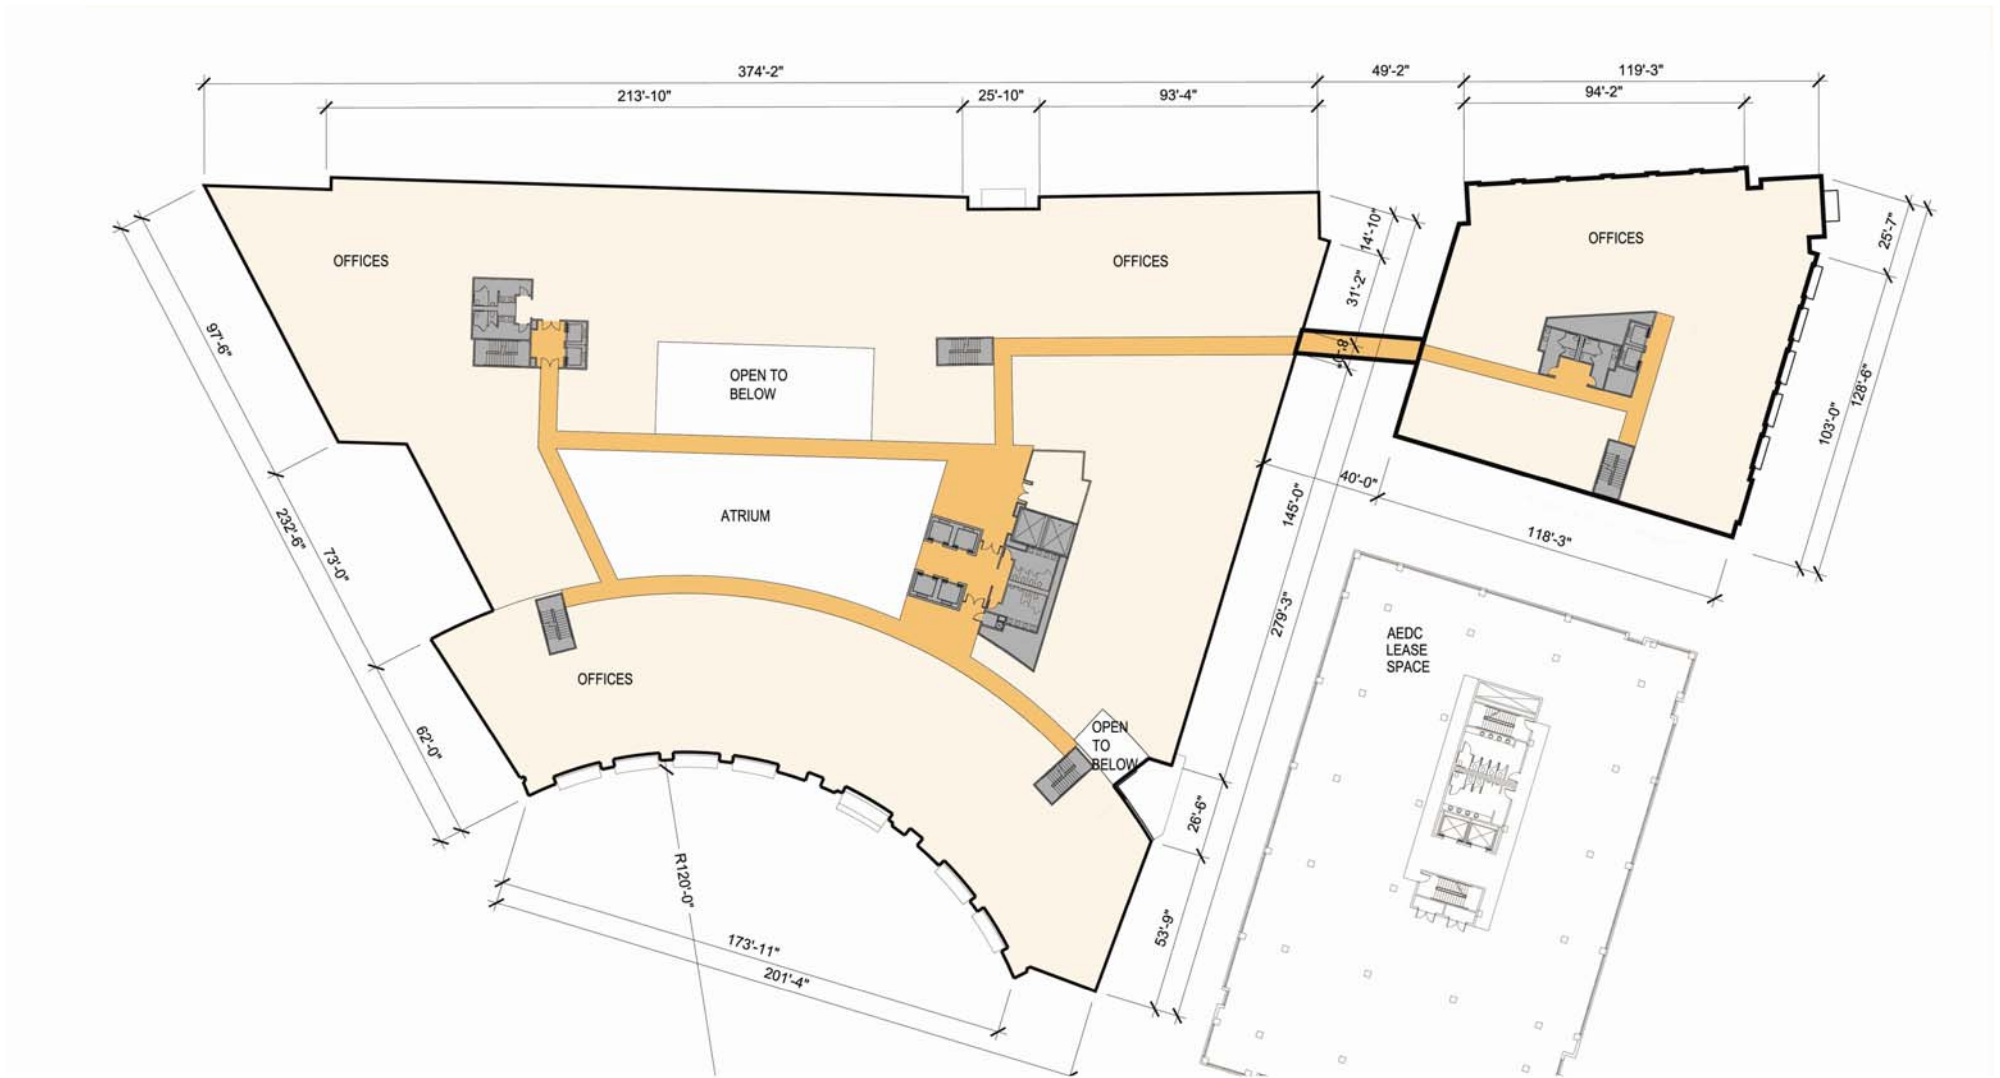 374'-2"
49'-2"
119'-3"
213'-10"
25'-10"
93'-4"
94'-2"
OFFICES
OFFICES
OFFICES
14'-10"
31'-2"
25'-7"
97'-6"
OPEN TO
BELOW
128'-6"
103'-0"
40'-0"
145'-0"
ATRIUM
232'-6"
73'-0"
118'-3"
279'-3"
AEDC
LEASE
SPACE
OFFICES
62'-0"
OPEN
TO
BELOW
26'-6"
R120'-0"
53'-9"
173'-11"
201'-4"